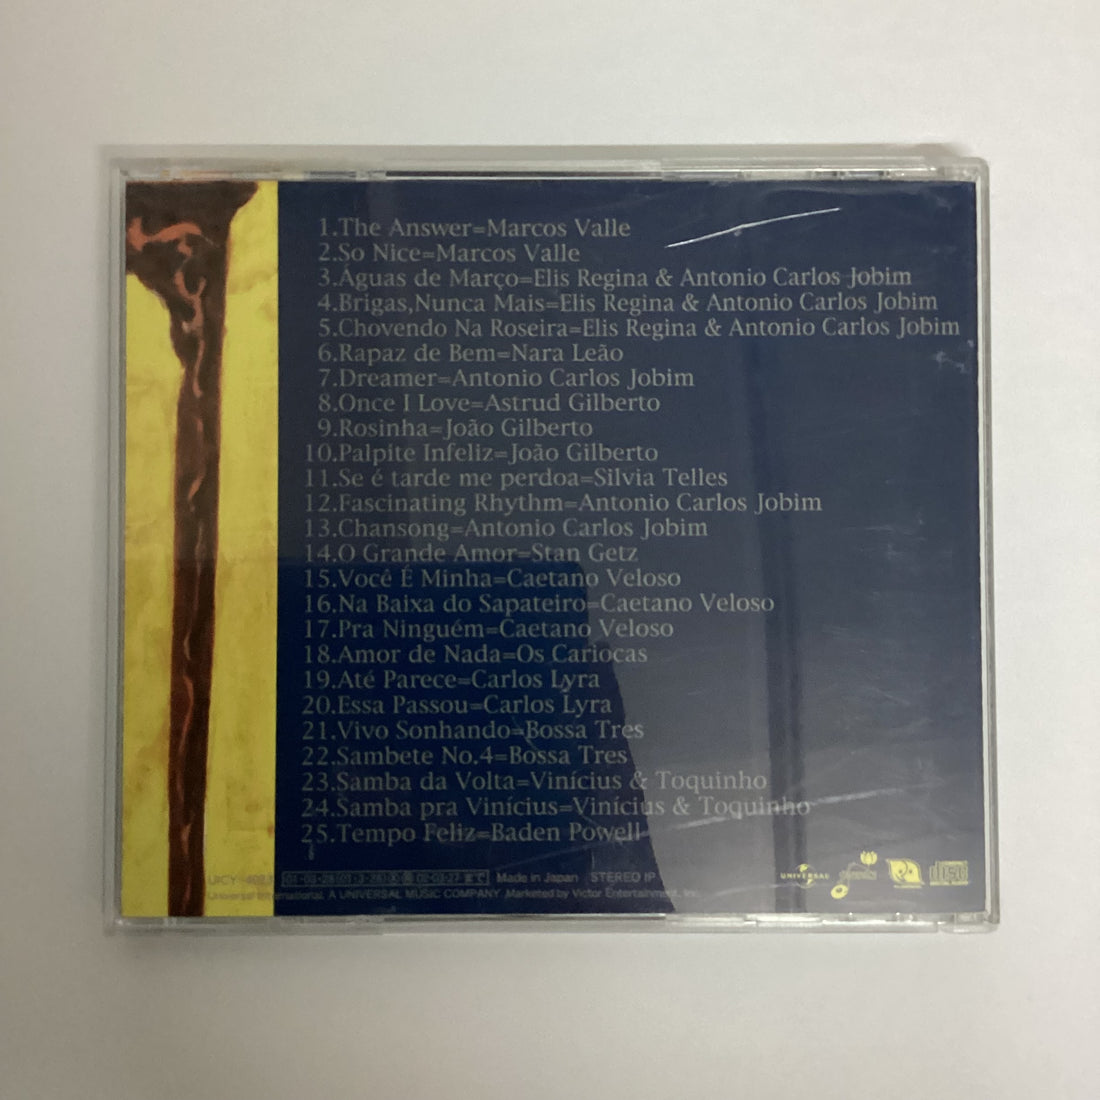 1.The Answer=Marcos Valle
2.So Nice=Marcos Valle
3.Águas de Março=Elis Regina & Antonio Carlos Jobim
4.Brigas,Nunca Mais=Elis Regina & Antonio Carlos Jobim
5.Chovendo Na Roseira=Elis Regina & Antonio Carlos Jobim
6.Rapaz de Bem=Nara Leão
7.Dreamer=Antonio Carlos Jobim
8.Once I Love=Astrud Gilberto
9.Rosinha=João Gilberto
10.Palpite Infeliz=João Gilberto
11.Se é tarde me perdoa=Silvia Telles
12.Fascinating Rhythm=Antonio Carlos Jobim
13.Chansong=Antonio Carlos Jobim
14.O Grande Amor=Stan Getz
15.Você É Minha=Caetano Veloso
16.Na Baixa do Sapateiro=Caetano Veloso
17.Pra Ninguém=Caetano Veloso
18.Amor de Nada=Os Cariocas
19.Até Parece=Carlos Lyra
20.Essa Passou=Carlos Lyra
21.Vivo Sonhando=Bossa Tres
22.Sambete No.4=Bossa Tres
23.Samba da Volta=Vinícius & Toquinho
24.Samba pra Vinícius=Vinícius & Toquinho
25.Tempo Feliz=Baden Powell
Made in Japan STEREO
Universal International. A UNIVERSAL MUSIC COMPANY. Marketed by Victor Entertainment, Inc.
UNIVERSAL
disc